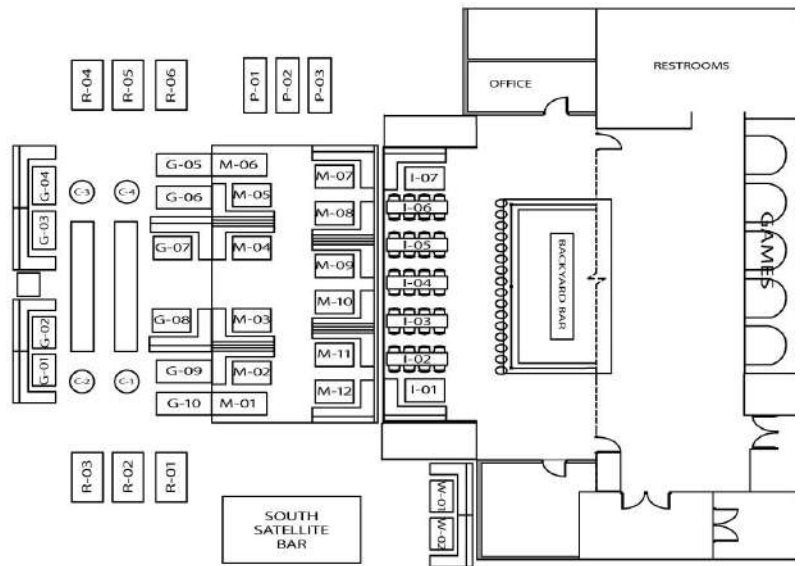 RESTROOMS
OFFICE
R-04
R-05
R-06
P-01
P-02
P-03
G-05
M-06
M-07
I-07
G-04
C-3
C-4
G-06
M-05
M-08
I-06
G-03
G-07
M-04
I-05
GAMES
M-09
I-04
BACKYARD BAR
M-10
G-02
G-08
M-03
I-03
G-01
G-09
M-02
M-11
I-02
C-2
C-1
G-10
M-01
M-12
I-01
R-03
R-02
R-01
W-01
W-02
SOUTH
SATELLITE
BAR